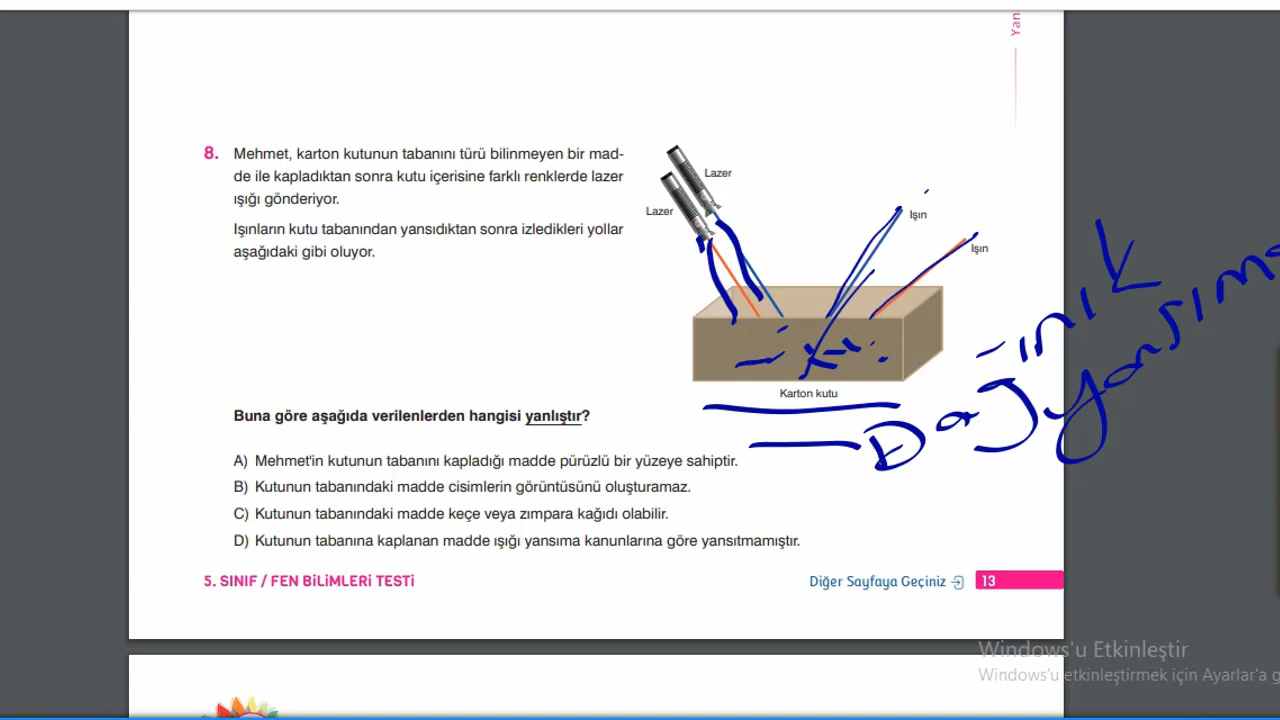 Yan
8. Mehmet, karton kutunun tabanını türü bilinmeyen bir mad-
de ile kapladıktan sonra kutu içerisine farklı renklerde lazer
ışığı gönderiyor.
Işınların kutu tabanından yansıdıktan sonra izledikleri yollar
aşağıdaki gibi oluyor.
Lazer
Lazer
Işın
Işın
Karton kutu
Dağınık
yansıma
Buna göre aşağıda verilenlerden hangisi yanlıştır?
A) Mehmet'in kutunun tabanını kapladığı madde pürüzlü bir yüzeye sahiptir.
B) Kutunun tabanındaki madde cisimlerin görüntüsünü oluşturamaz.
C) Kutunun tabanındaki madde keçe veya zımpara kağıdı olabilir.
D) Kutunun tabanına kaplanan madde ışığı yansıma kanunlarına göre yansıtmamıştır.
5. SINIF / FEN BİLİMLERİ TESTİ
Diğer Sayfaya Geçiniz
13
Windows'u Etkinleştir
Windows'u etkinleştirmek için Ayarlar'a g